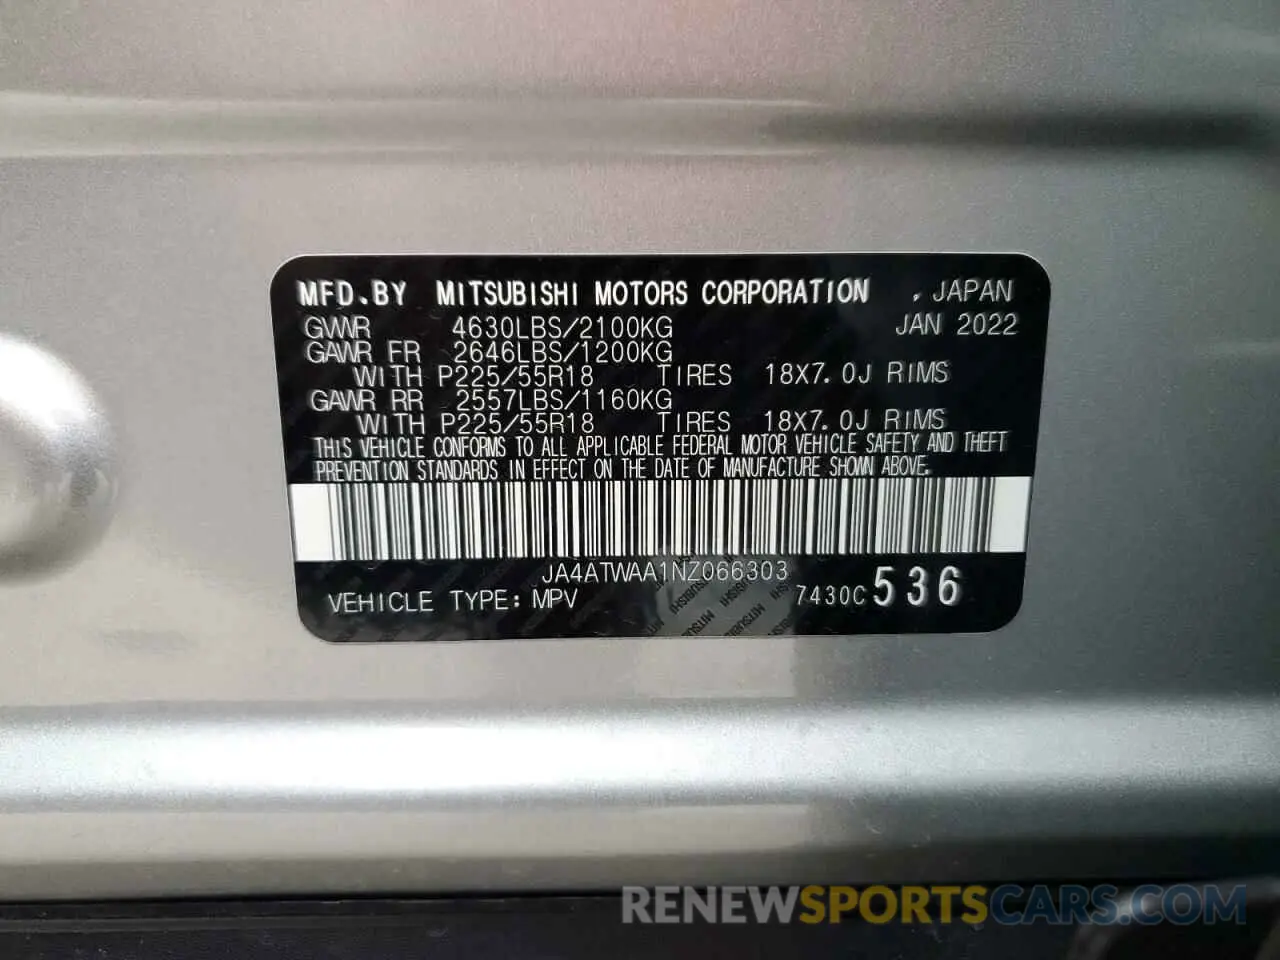 MFD.BY MITSUBISHI MOTORS CORPORATION , JAPAN
GVWR 4630LBS/2100KG JAN 2022
GAWR FR 2646LBS/1200KG
WITH P225/55R18 TIRES 18X7.0J RIMS
GAWR RR 2557LBS/1160KG
WITH P225/55R18 TIRES 18X7.0J RIMS
THIS VEHICLE CONFORMS TO ALL APPLICABLE FEDERAL MOTOR VEHICLE SAFETY AND THEFT
PREVENTION STANDARDS IN EFFECT ON THE DATE OF MANUFACTURE SHOWN ABOVE.
JA4ATWAA1NZ066303
VEHICLE TYPE: MPV 7430C 536
MITSUBISHI MITSUBISHI MITSUBISHI
RENEWSPORTSCARS.COM